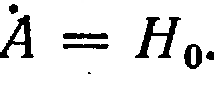 Ȧ = H₀.